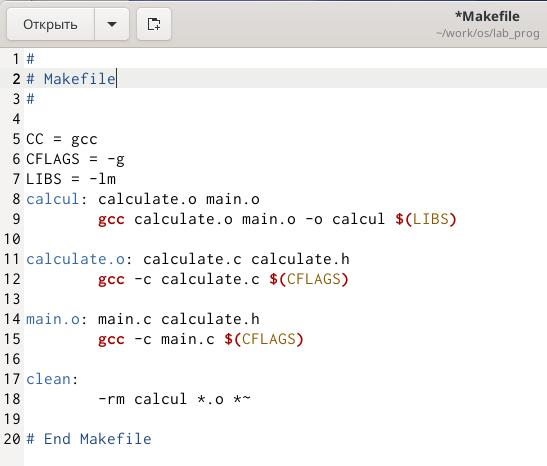 Открыть
*Makefile
~/work/os/lab_prog
1 #
2 # Makefile
3 #
4
5 CC = gcc
6 CFLAGS = -g
7 LIBS = -lm
8 calcul: calculate.o main.o
9 gcc calculate.o main.o -o calcul $(LIBS)
10
11 calculate.o: calculate.c calculate.h
12 gcc -c calculate.c $(CFLAGS)
13
14 main.o: main.c calculate.h
15 gcc -c main.c $(CFLAGS)
16
17 clean:
18 -rm calcul *.o *~
19
20 # End Makefile